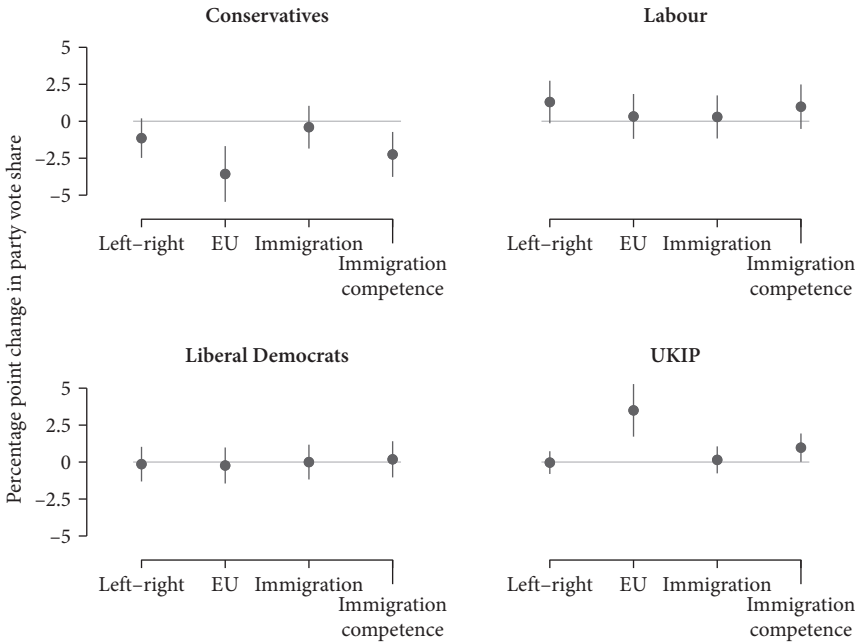 Percentage point change in party vote share
Conservatives
5
2.5
0
−2.5
−5
Left–right EU Immigration Immigration
competence
Labour
Left–right EU Immigration Immigration
competence
Liberal Democrats
5
2.5
0
−2.5
−5
Left–right EU Immigration Immigration
competence
UKIP
Left–right EU Immigration Immigration
competence